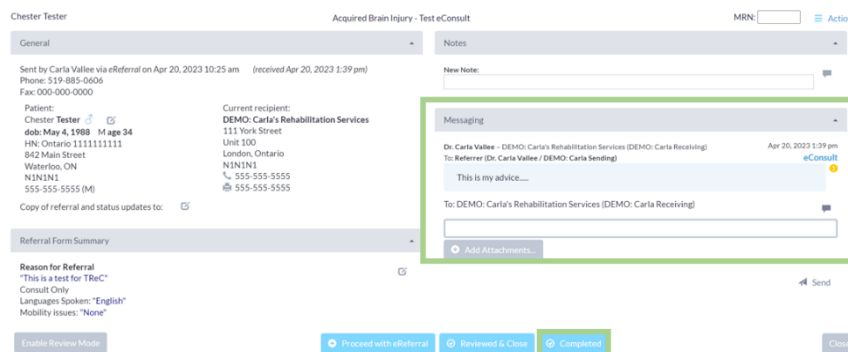 Chester Tester
Acquired Brain Injury - Test eConsult
MRN:
Actio
General
Sent by Carla Vallee via eReferral on Apr 20, 2023 10:25 am (received Apr 20, 2023 1:39 pm)
Phone: 519-885-0606
Fax: 000-000-0000
Patient:
Chester Tester
dob: May 4, 1988 M age 34
HN: Ontario 1111111111
842 Main Street
Waterloo, ON
N1N1N1
555-555-5555 (M)
Current recipient:
DEMO: Carla's Rehabilitation Services
111 York Street
Unit 100
London, Ontario
N1N1N1
555-555-5555
555-555-5555
Copy of referral and status updates to:
Referral Form Summary
Reason for Referral
"This is a test for TReC"
Consult Only
Languages Spoken: "English"
Mobility issues: "None"
Notes
New Note:
Messaging
Dr. Carla Vallee – DEMO: Carla's Rehabilitation Services (DEMO: Carla Receiving)
Apr 20, 2023 1:39 pm
To: Referrer (Dr. Carla Vallee / DEMO: Carla Sending)
eConsult
This is my advice.....
To: DEMO: Carla's Rehabilitation Services (DEMO: Carla Receiving)
Add Attachments...
Send
Enable Review Mode
Proceed with eReferral
Reviewed & Close
Completed
Close